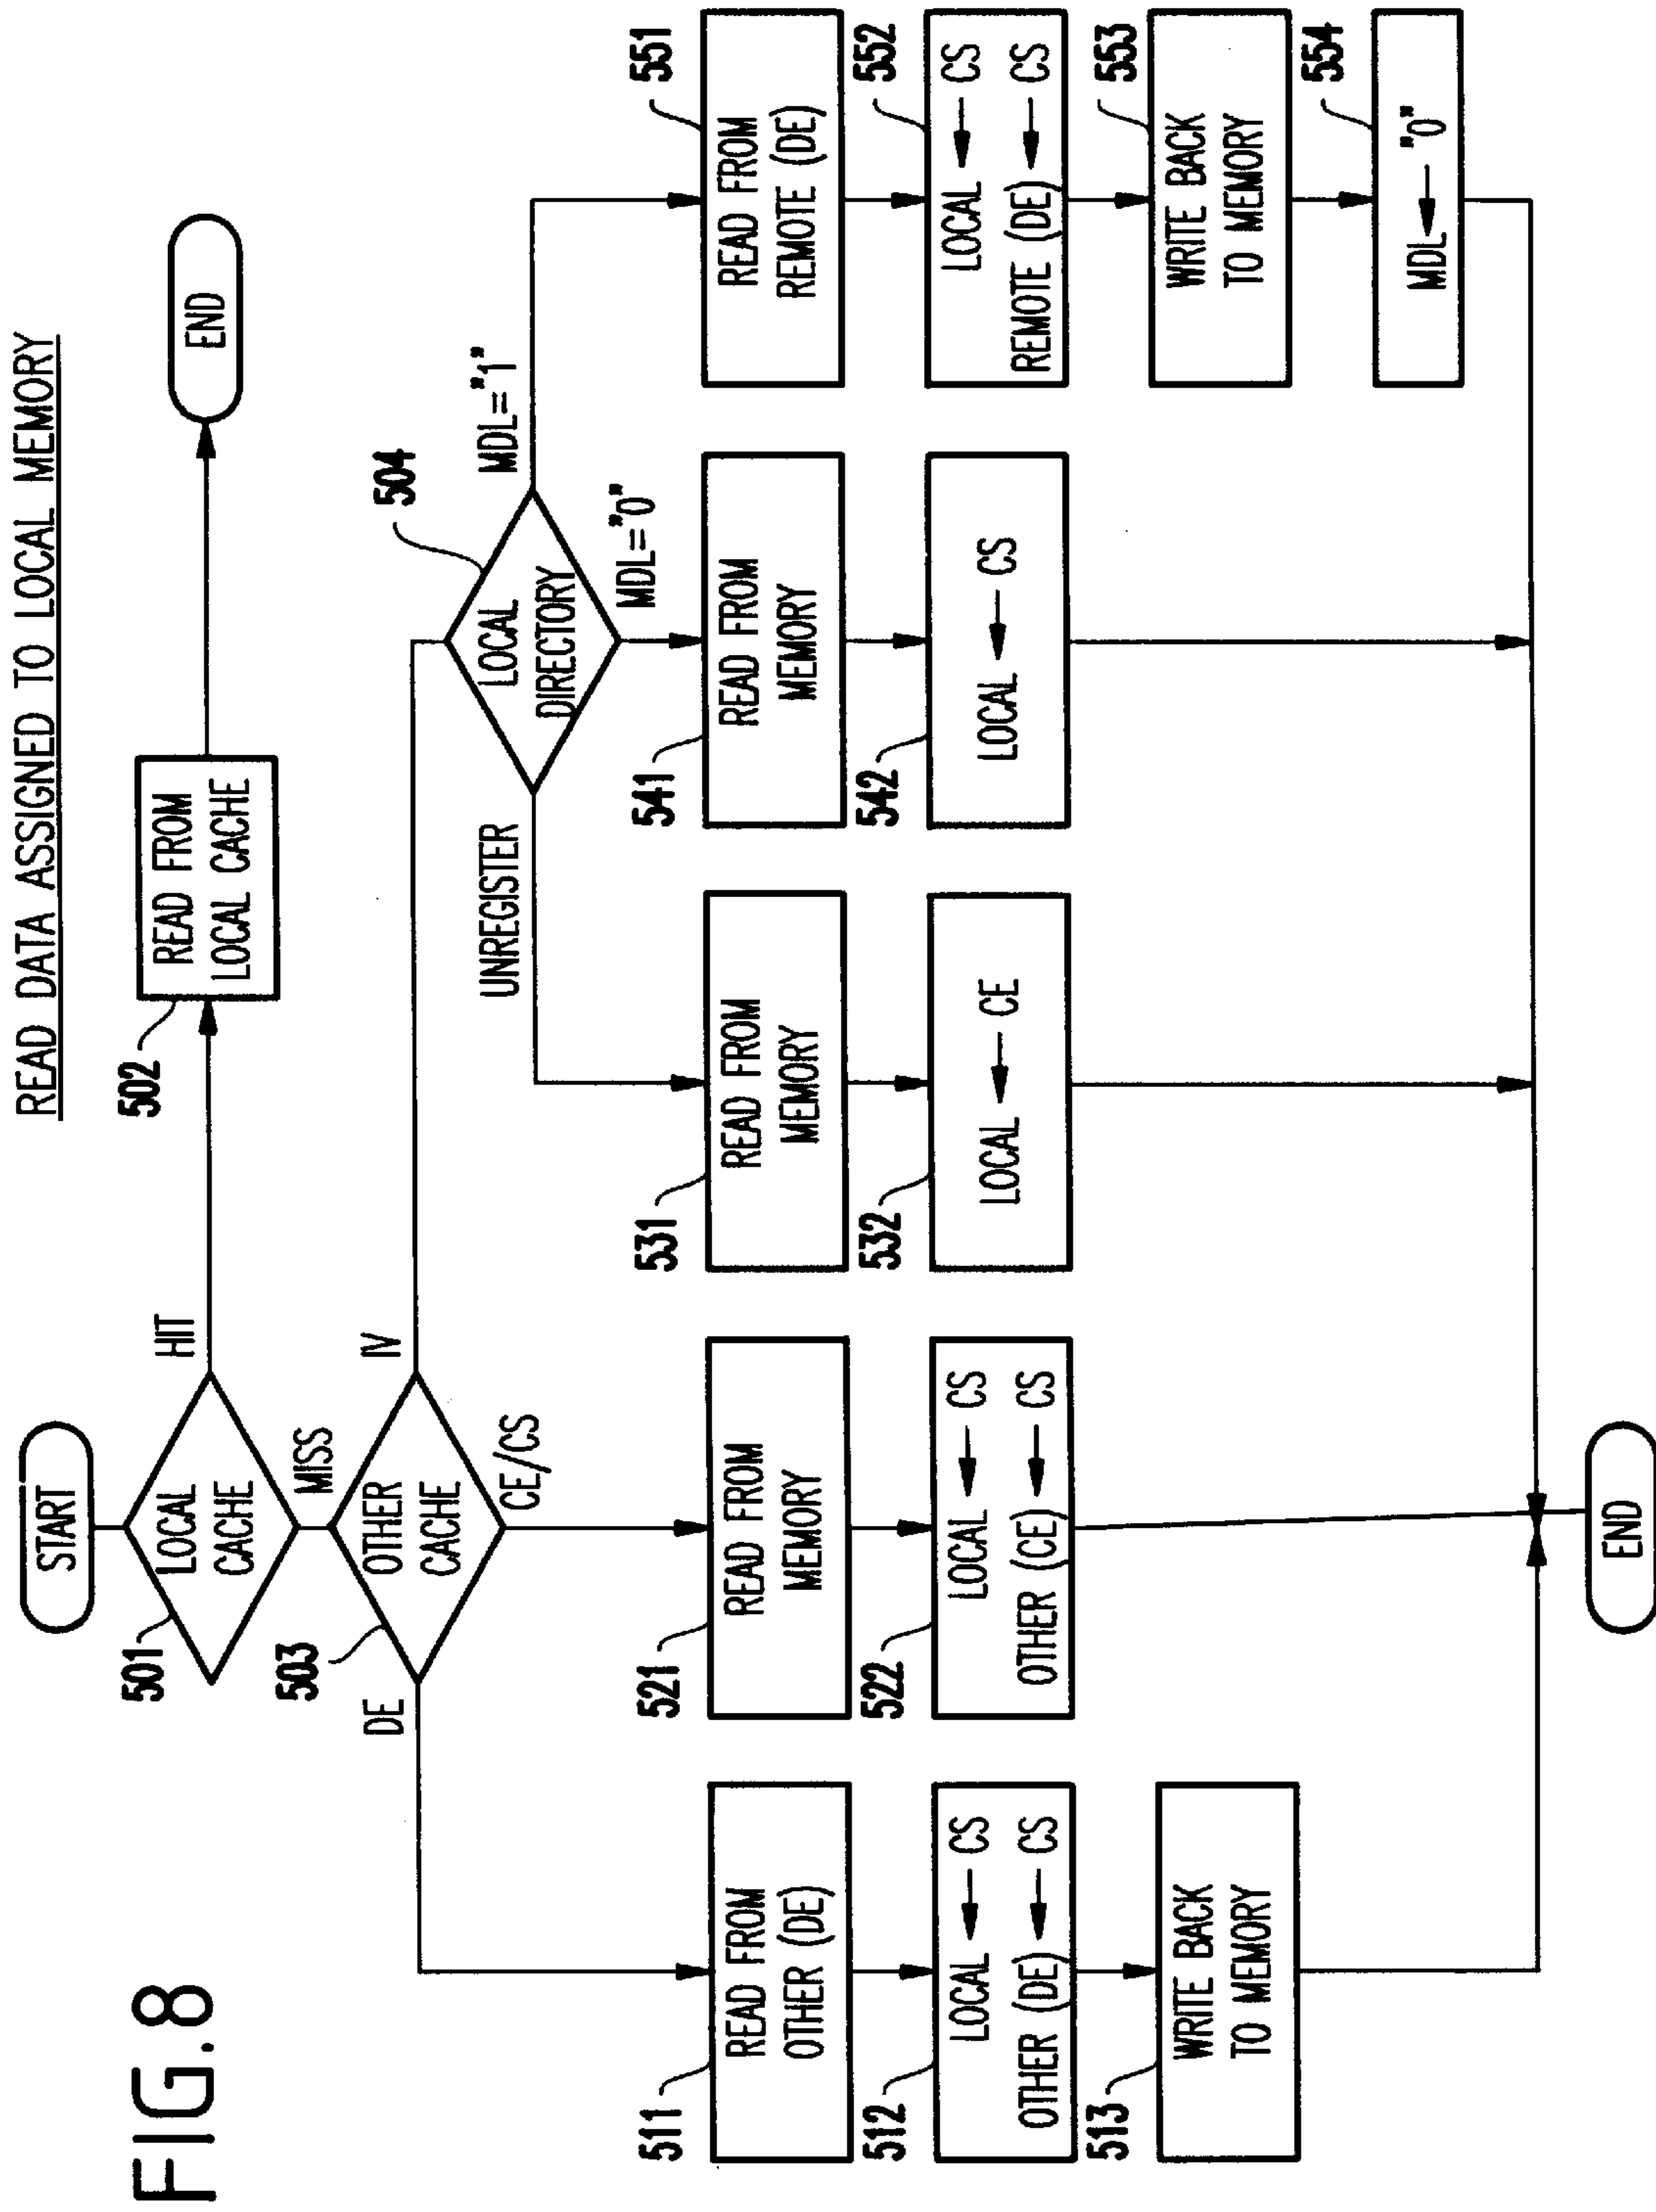 FIG.8
READ DATA ASSIGNED TO LOCAL MEMORY
START
501
LOCAL
CACHE
HIT
502
READ FROM
LOCAL CACHE
END
MISS
503
OTHER
CACHE
DE
CE/CS
IV
504
LOCAL
DIRECTORY
UNREGISTER
MDL="0"
MDL="1"
511
READ FROM
OTHER (DE)
512
LOCAL ← CS
OTHER (DE) ← CS
513
WRITE BACK
TO MEMORY
521
READ FROM
MEMORY
522
LOCAL ← CS
OTHER (CE) ← CS
531
READ FROM
MEMORY
532
LOCAL ← CE
541
READ FROM
MEMORY
542
LOCAL ← CS
551
READ FROM
REMOTE (DE)
552
LOCAL ← CS
REMOTE (DE) ← CS
553
WRITE BACK
TO MEMORY
554
MDL ← "0"
END